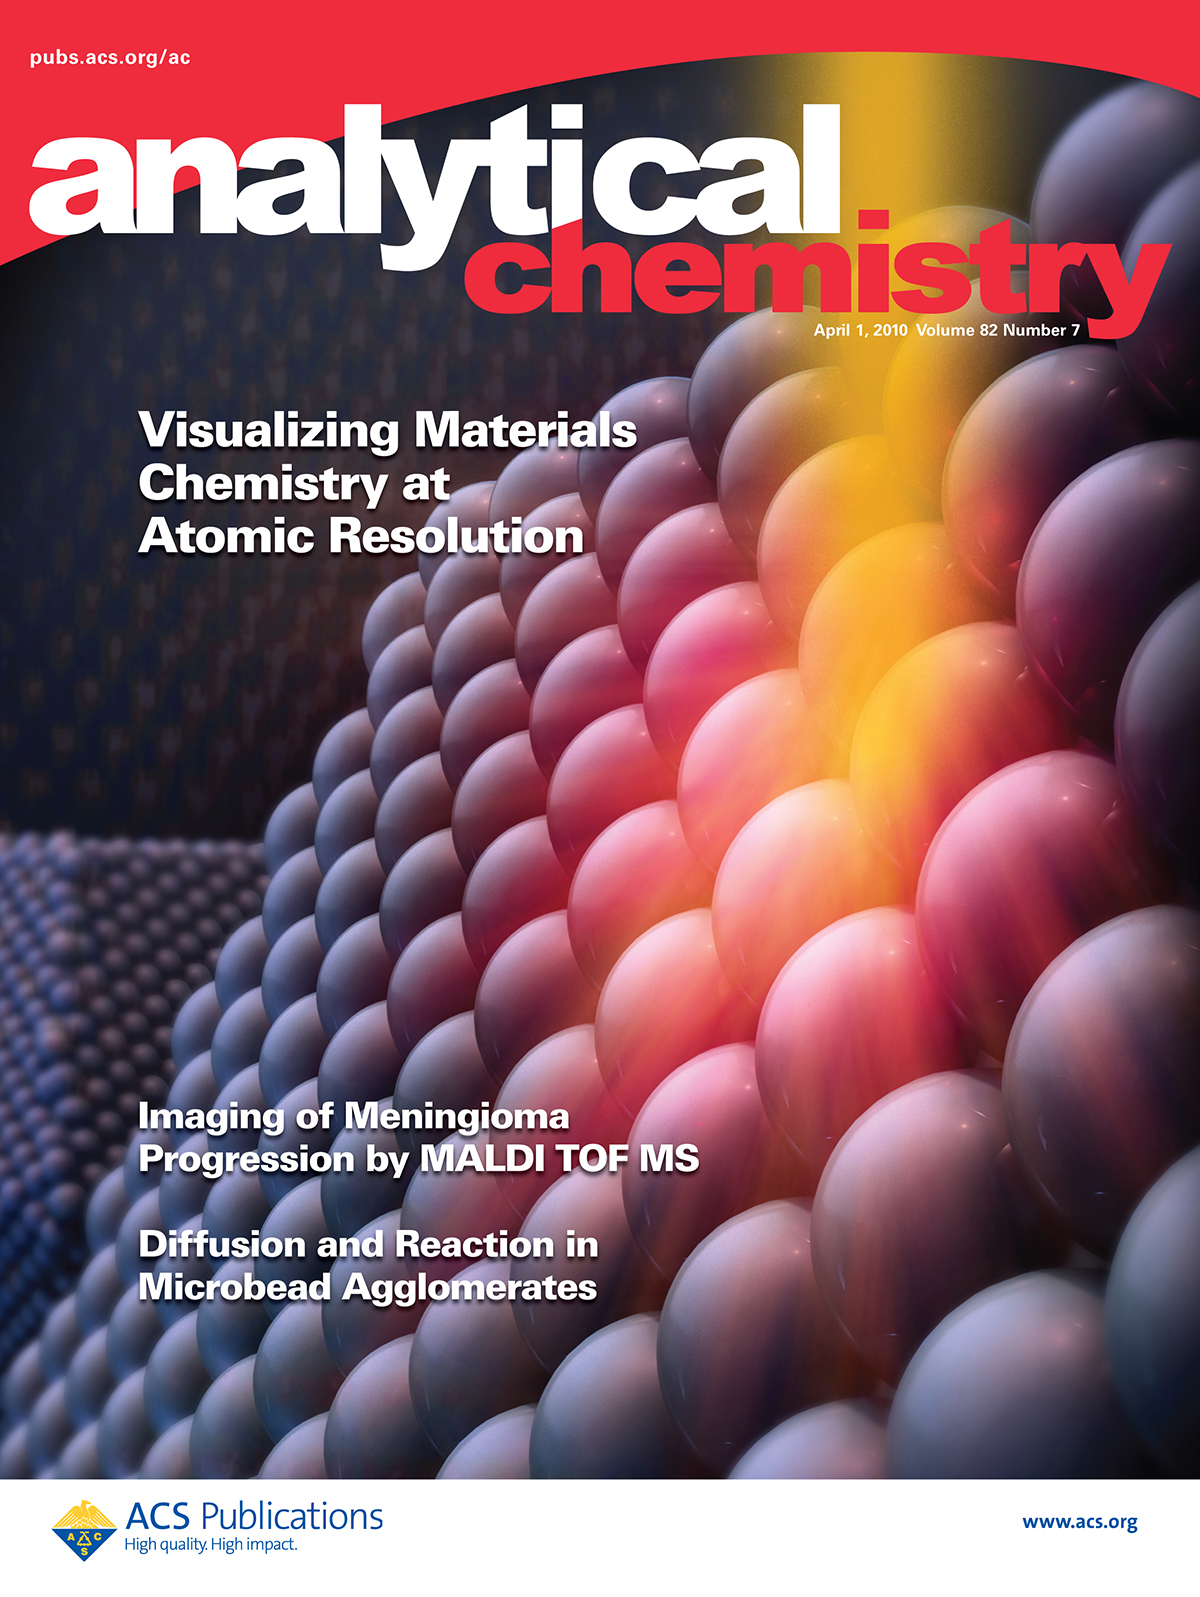 pubs.acs.org/ac
analytical
chemistry
April 1, 2010 Volume 82 Number 7
Visualizing Materials
Chemistry at
Atomic Resolution
Imaging of Meningioma
Progression by MALDI TOF MS
Diffusion and Reaction in
Microbead Agglomerates
A C S
ACS Publications
High quality. High impact.
www.acs.org